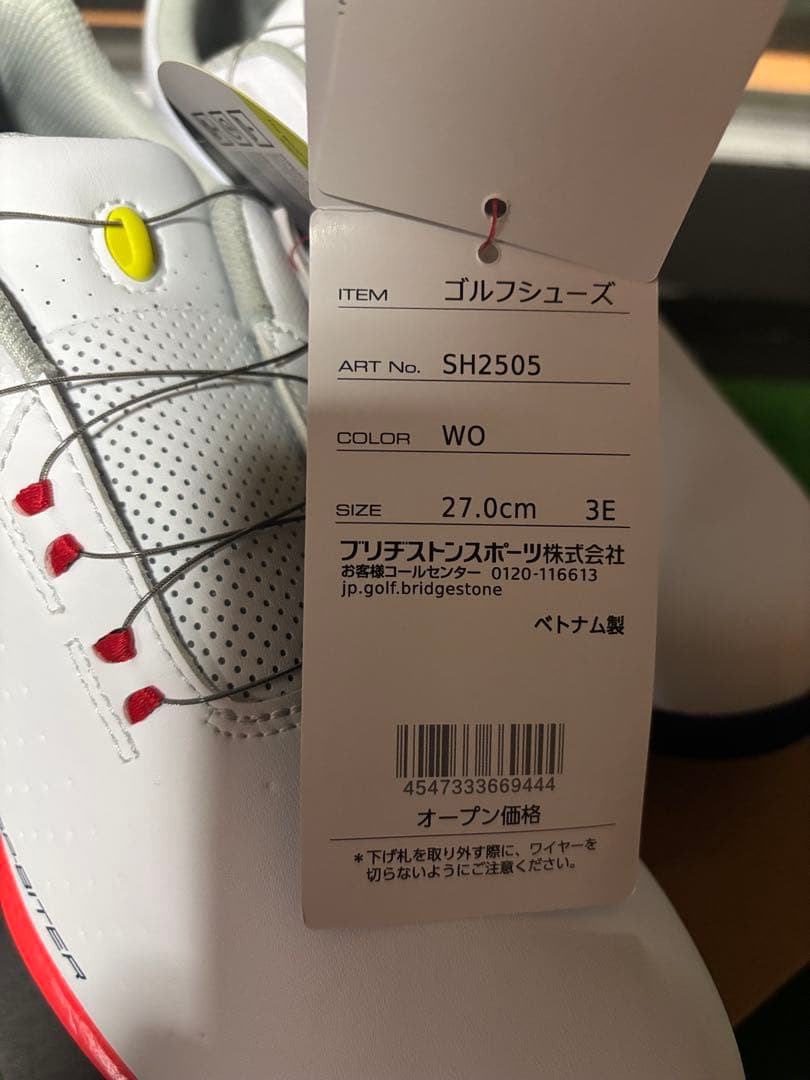 ITEM ゴルフシューズ
ART No. SH2505
COLOR WO
SIZE 27.0cm 3E
ブリヂストンスポーツ株式会社
お客様コールセンター 0120-116613
jp.golf.bridgestone
ベトナム製
4547333669444
オープン価格
＊下げ札を取り外す際に、ワイヤーを
切らないようにご注意ください。
BITER